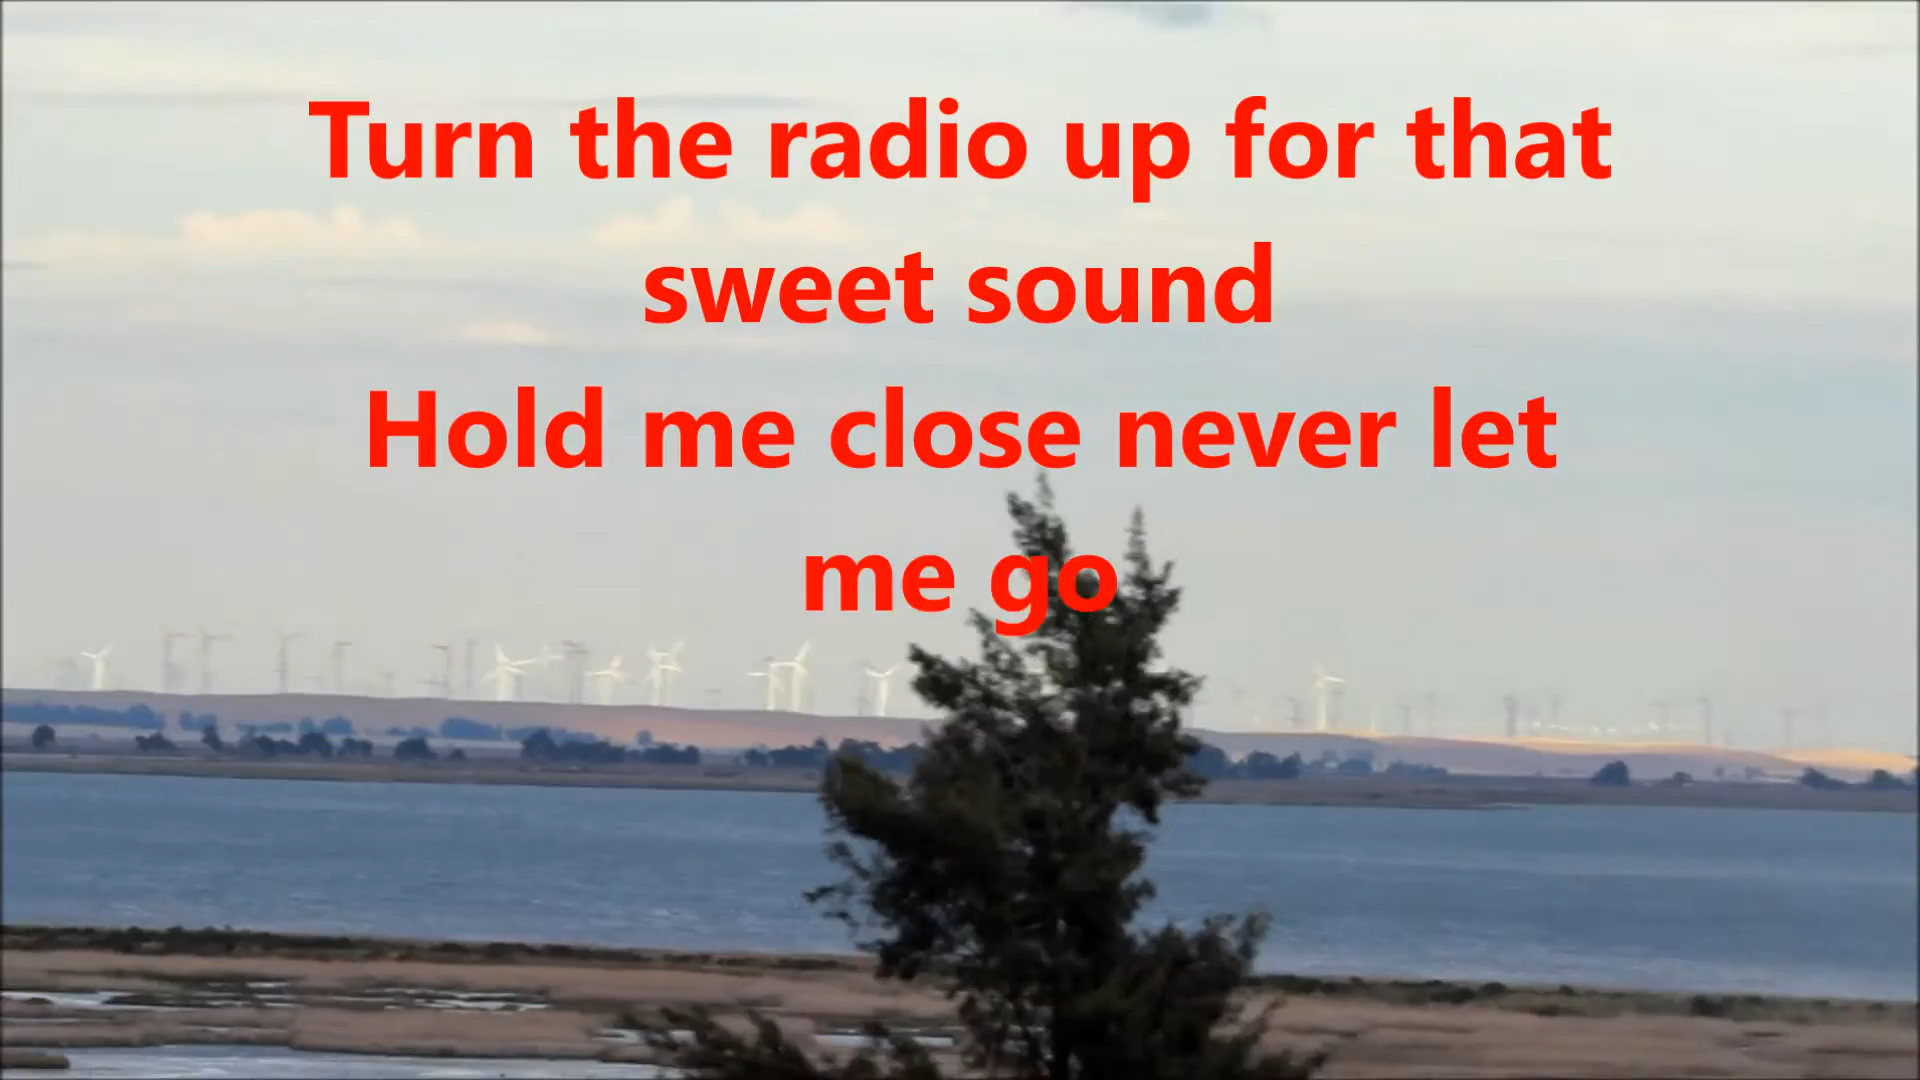 Turn the radio up for that
sweet sound
Hold me close never let
me go